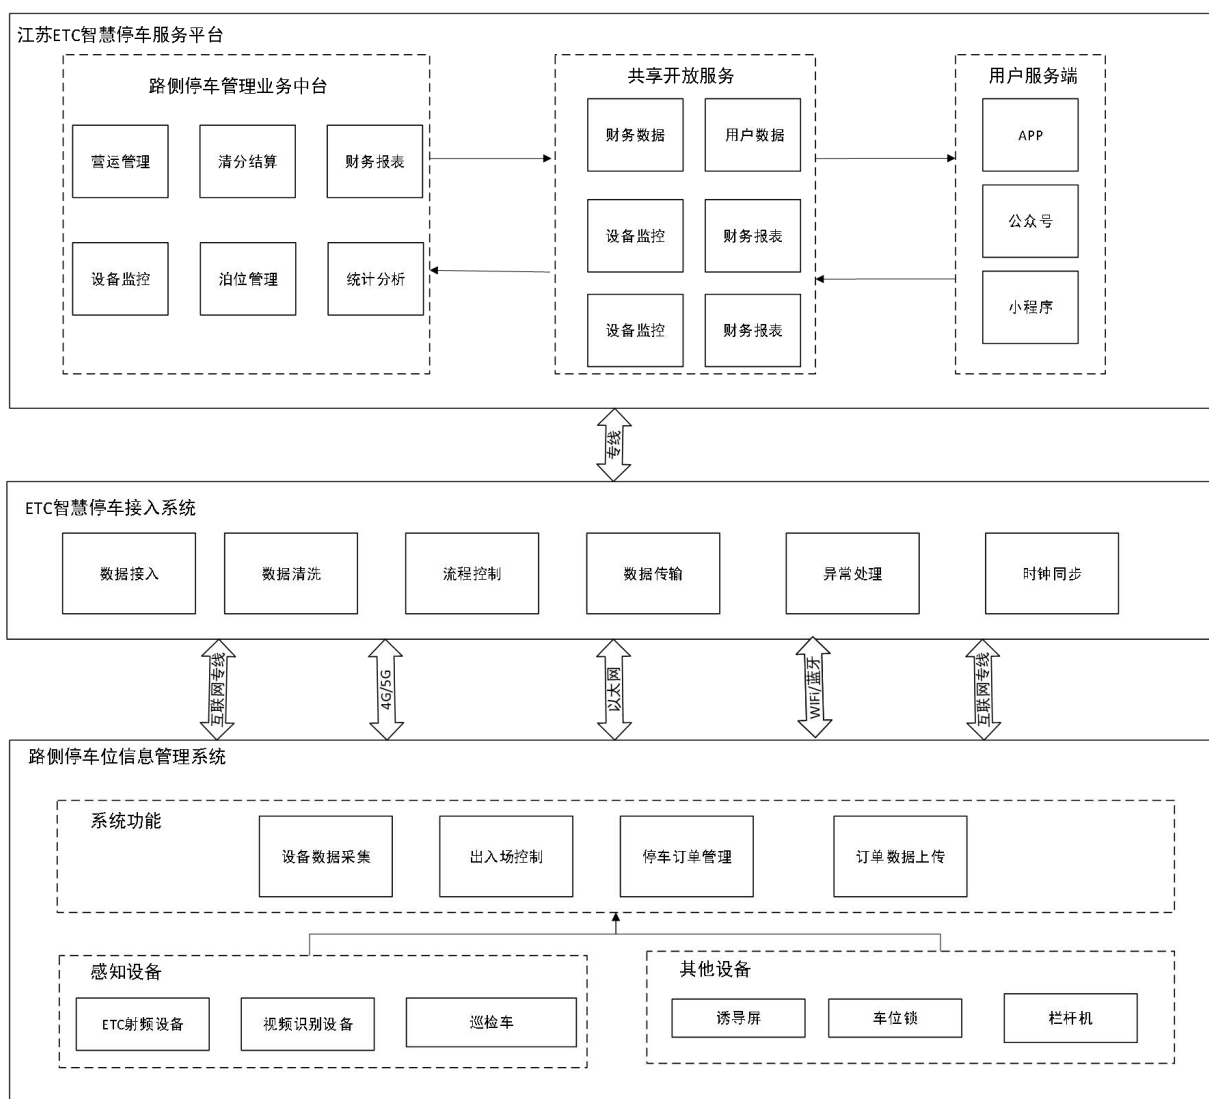 江苏ETC智慧停车服务平台
路侧停车管理业务中台
营运管理
清分结算
财务报表
设备监控
泊位管理
统计分析
共享开放服务
财务数据
用户数据
设备监控
财务报表
设备监控
财务报表
用户服务端
APP
公众号
小程序
专线
ETC智慧停车接入系统
数据接入
数据清洗
流程控制
数据传输
异常处理
时钟同步
互联网专线
4G/5G
以太网
WIFi/蓝牙
互联网专线
路侧停车位信息管理系统
系统功能
设备数据采集
出入场控制
停车订单管理
订单数据上传
感知设备
ETC射频设备
视频识别设备
巡检车
其他设备
诱导屏
车位锁
栏杆机